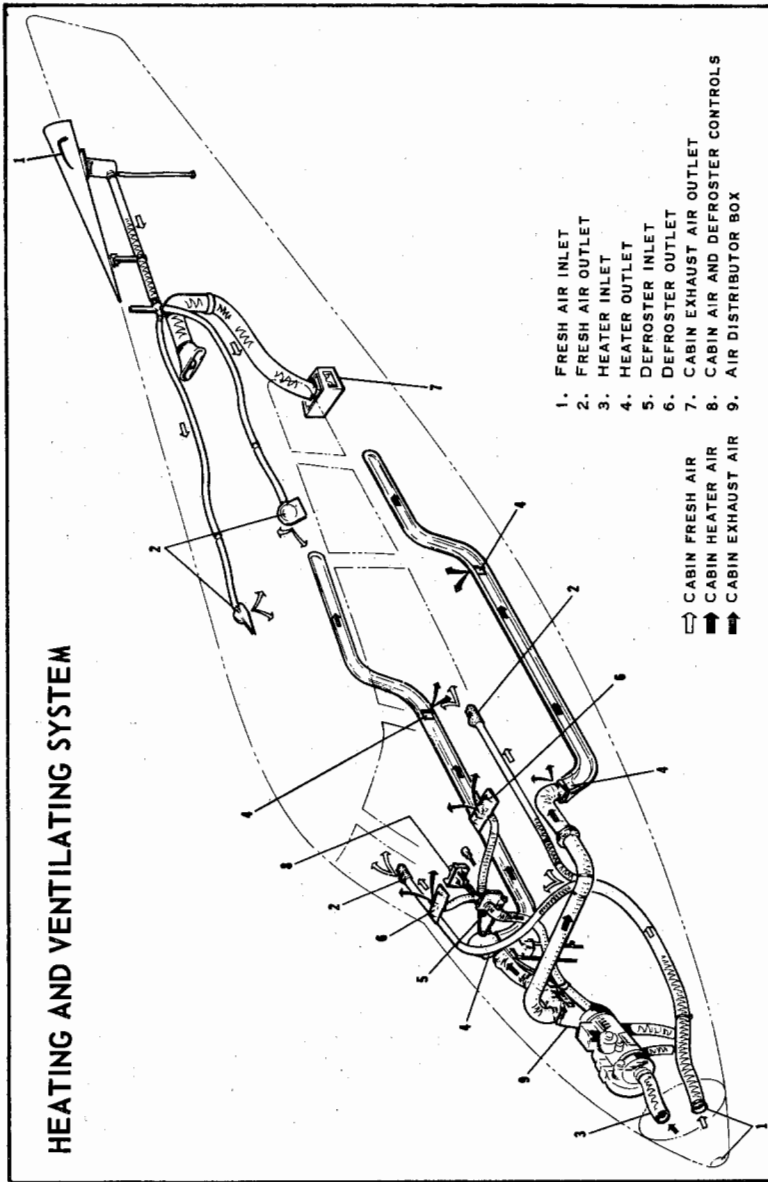 HEATING AND VENTILATING SYSTEM
1
2
7
4
2
6
4
4
8
2
6
5
4
9
3
1
1. FRESH AIR INLET
2. FRESH AIR OUTLET
3. HEATER INLET
4. HEATER OUTLET
5. DEFROSTER INLET
6. DEFROSTER OUTLET
CABIN FRESH AIR 7. CABIN EXHAUST AIR OUTLET
CABIN HEATER AIR 8. CABIN AIR AND DEFROSTER CONTROLS
CABIN EXHAUST AIR 9. AIR DISTRIBUTOR BOX